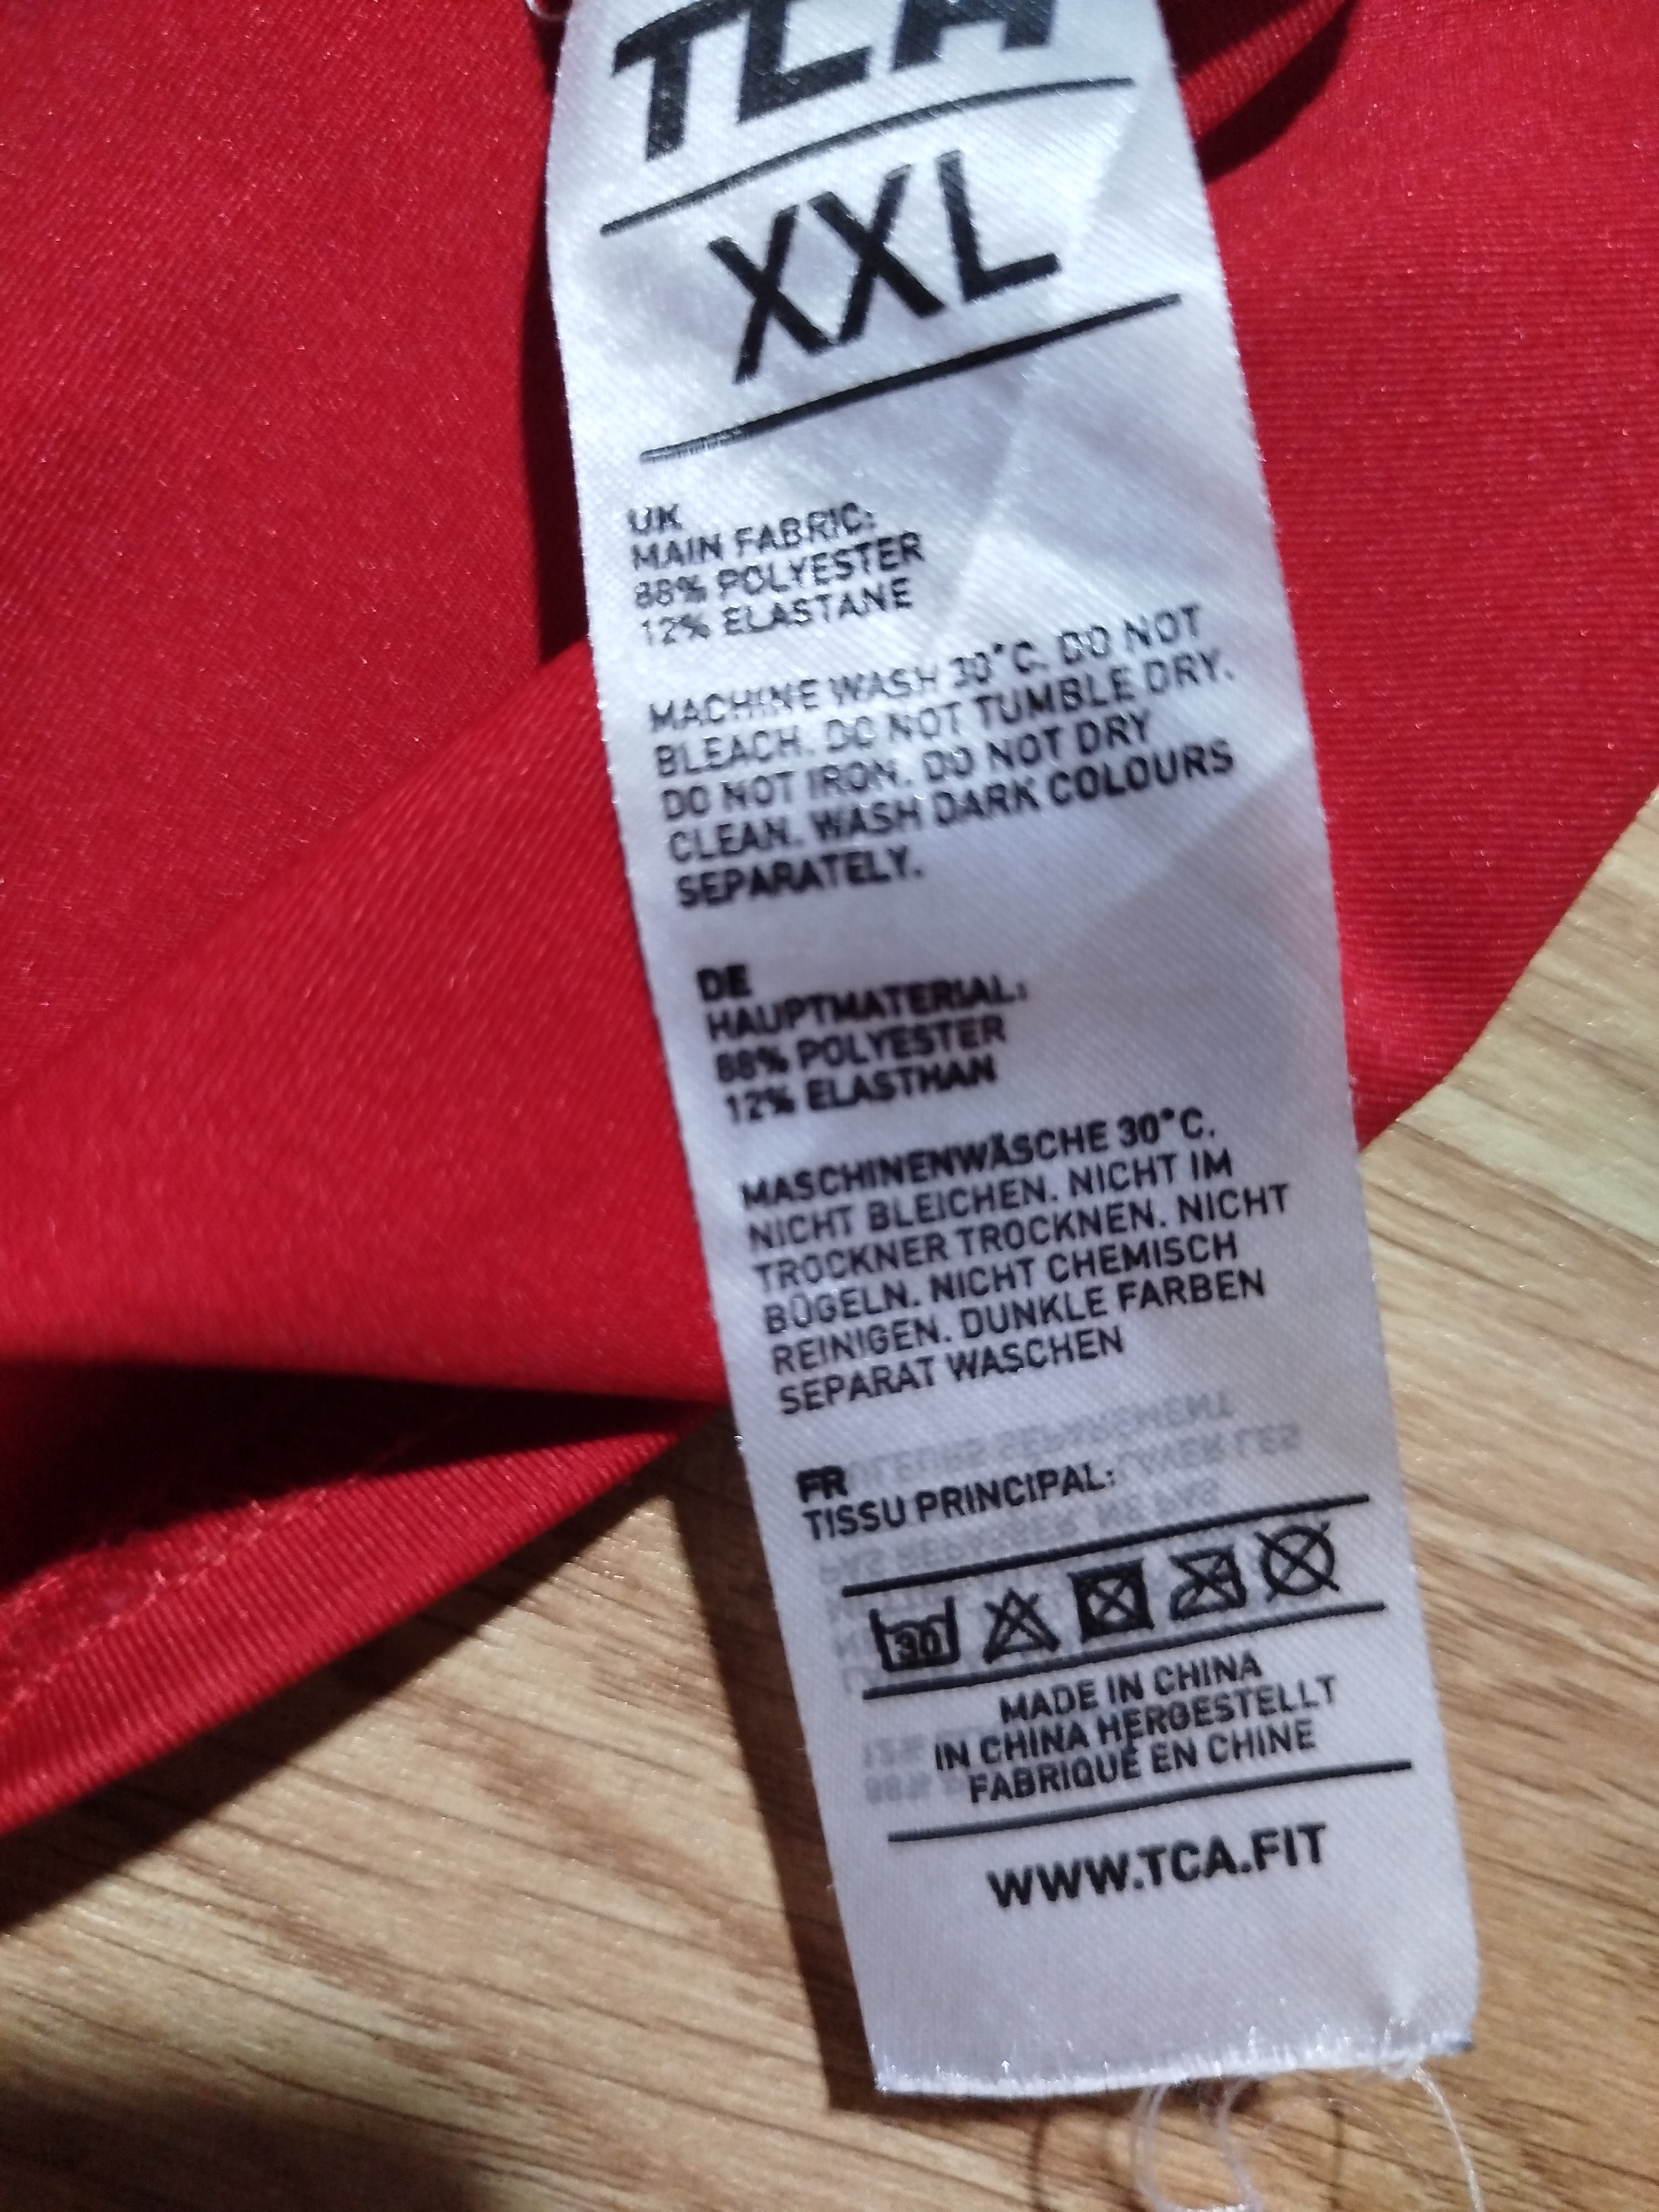 TCA
XXL
UK
MAIN FABRIC:
88% POLYESTER
12% ELASTANE
MACHINE WASH 30°C. DO NOT
BLEACH. DO NOT TUMBLE DRY.
DO NOT IRON. DO NOT DRY
CLEAN. WASH DARK COLOURS
SEPARATELY.
DE
HAUPTMATERIAL:
88% POLYESTER
12% ELASTHAN
MASCHINENWÄSCHE 30°C.
NICHT BLEICHEN. NICHT IM
TROCKNER TROCKNEN. NICHT
BÜGELN. NICHT CHEMISCH
REINIGEN. DUNKLE FARBEN
SEPARAT WASCHEN
FR
TISSU PRINCIPAL:
30
MADE IN CHINA
IN CHINA HERGESTELLT
FABRIQUÉ EN CHINE
WWW.TCA.FIT